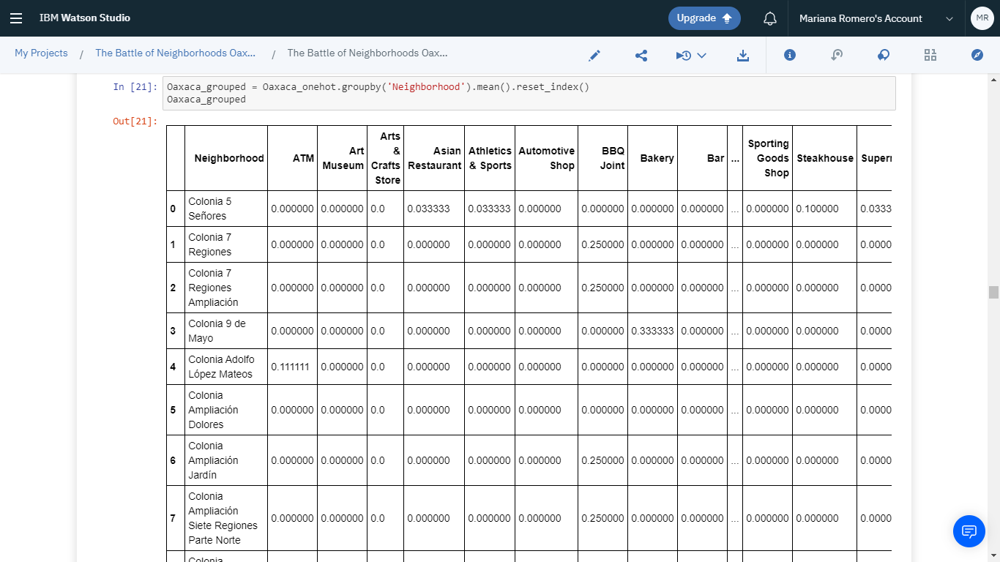 IBM Watson Studio
Upgrade
Mariana Romero's Account
MR
My Projects / The Battle of Neighborhoods Oax... / The Battle of Neighborhoods Oax...
In [21]: Oaxaca_grouped = Oaxaca_onehot.groupby('Neighborhood').mean().reset_index()
Oaxaca_grouped
Out[21]:
Neighborhood ATM Art Museum Arts & Crafts Store Asian Restaurant Athletics & Sports Automotive Shop BBQ Joint Bakery Bar ... Sporting Goods Shop Steakhouse Superr
0 Colonia 5 Señores 0.000000 0.000000 0.0 0.033333 0.033333 0.000000 0.000000 0.000000 0.000000 ... 0.000000 0.100000 0.0333
1 Colonia 7 Regiones 0.000000 0.000000 0.0 0.000000 0.000000 0.000000 0.250000 0.000000 0.000000 ... 0.000000 0.000000 0.0000
2 Colonia 7 Regiones Ampliación 0.000000 0.000000 0.0 0.000000 0.000000 0.000000 0.250000 0.000000 0.000000 ... 0.000000 0.000000 0.0000
3 Colonia 9 de Mayo 0.000000 0.000000 0.0 0.000000 0.000000 0.000000 0.000000 0.333333 0.000000 ... 0.000000 0.000000 0.0000
4 Colonia Adolfo López Mateos 0.111111 0.000000 0.0 0.000000 0.000000 0.000000 0.000000 0.000000 0.000000 ... 0.000000 0.000000 0.0000
5 Colonia Ampliación Dolores 0.000000 0.000000 0.0 0.000000 0.000000 0.000000 0.000000 0.000000 0.000000 ... 0.000000 0.000000 0.0000
6 Colonia Ampliación Jardín 0.000000 0.000000 0.0 0.000000 0.000000 0.000000 0.250000 0.000000 0.000000 ... 0.000000 0.000000 0.0000
7 Colonia Ampliación Siete Regiones Parte Norte 0.000000 0.000000 0.0 0.000000 0.000000 0.000000 0.250000 0.000000 0.000000 ... 0.000000 0.000000 0.0000
Colonia